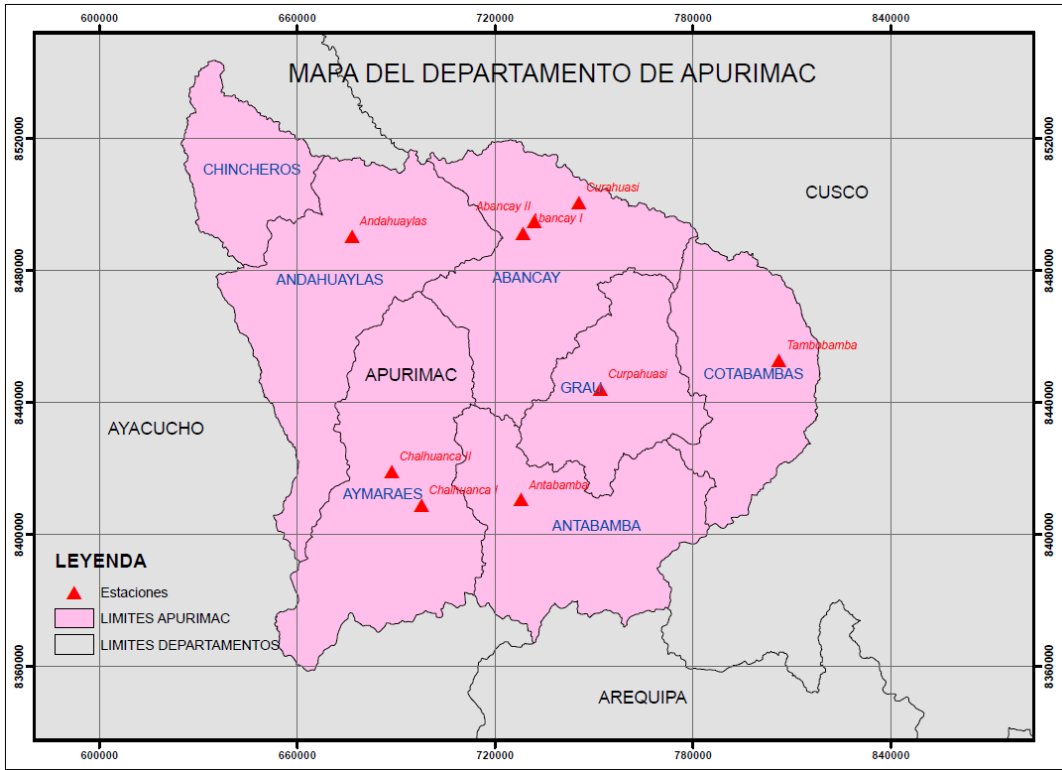 600000 660000 720000 780000 840000
MAPA DEL DEPARTAMENTO DE APURIMAC
8520000 8520000
CHINCHEROS
CUSCO
Curahuasi
Abancay II
Abancay I
Andahuaylas
8480000 8480000
ANDAHUAYLAS
ABANCAY
Tambobamba
APURIMAC
Curpahuasi
COTABAMBAS
GRAU
8440000 8440000
AYACUCHO
Chalhuanca II
AYMARAES
Chalhuanca I
Antabamba
ANTABAMBA
8400000 8400000
LEYENDA
Estaciones
LIMITES APURIMAC
LIMITES DEPARTAMENTOS
8360000 8360000
AREQUIPA
600000 660000 720000 780000 840000